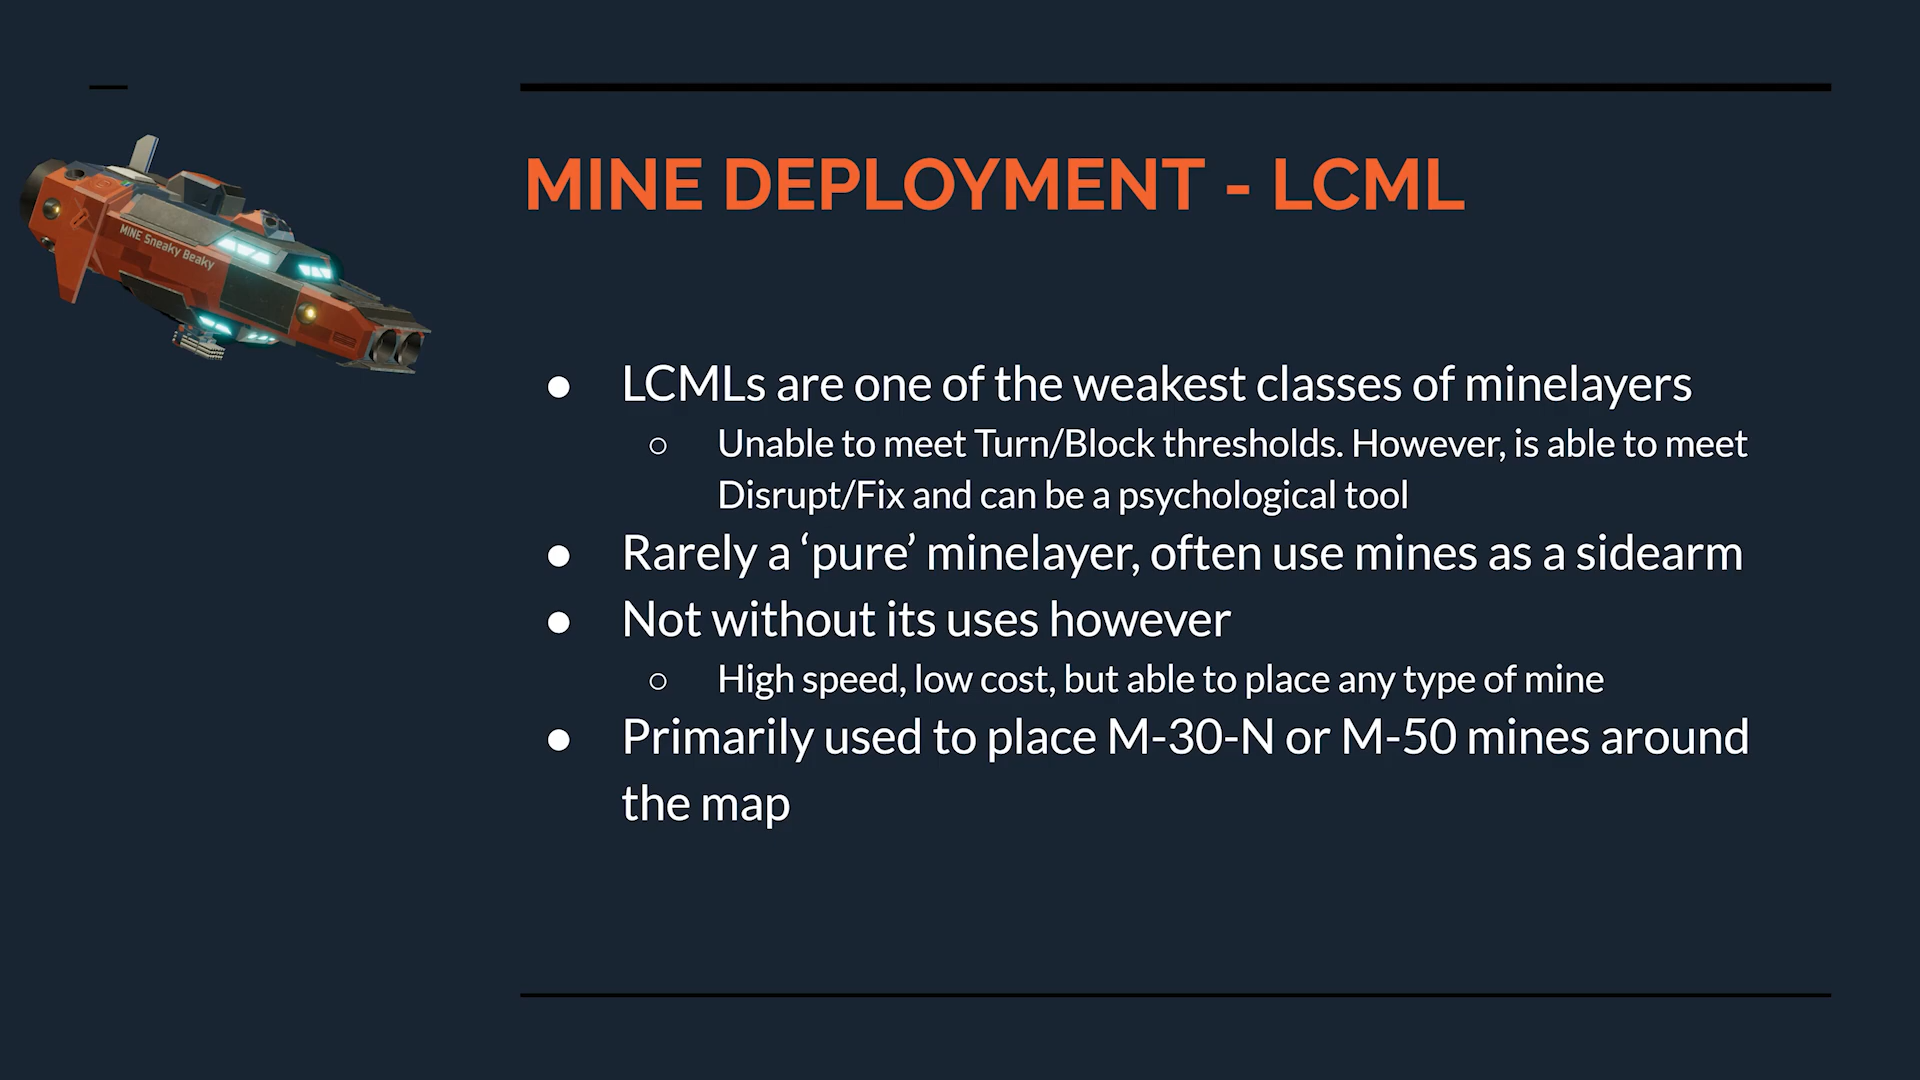 MINE DEPLOYMENT - LCML
MINE Sneaky Beaky
● LCMLs are one of the weakest classes of minelayers
○ Unable to meet Turn/Block thresholds. However, is able to meet
Disrupt/Fix and can be a psychological tool
● Rarely a ‘pure’ minelayer, often use mines as a sidearm
● Not without its uses however
○ High speed, low cost, but able to place any type of mine
● Primarily used to place M-30-N or M-50 mines around
the map